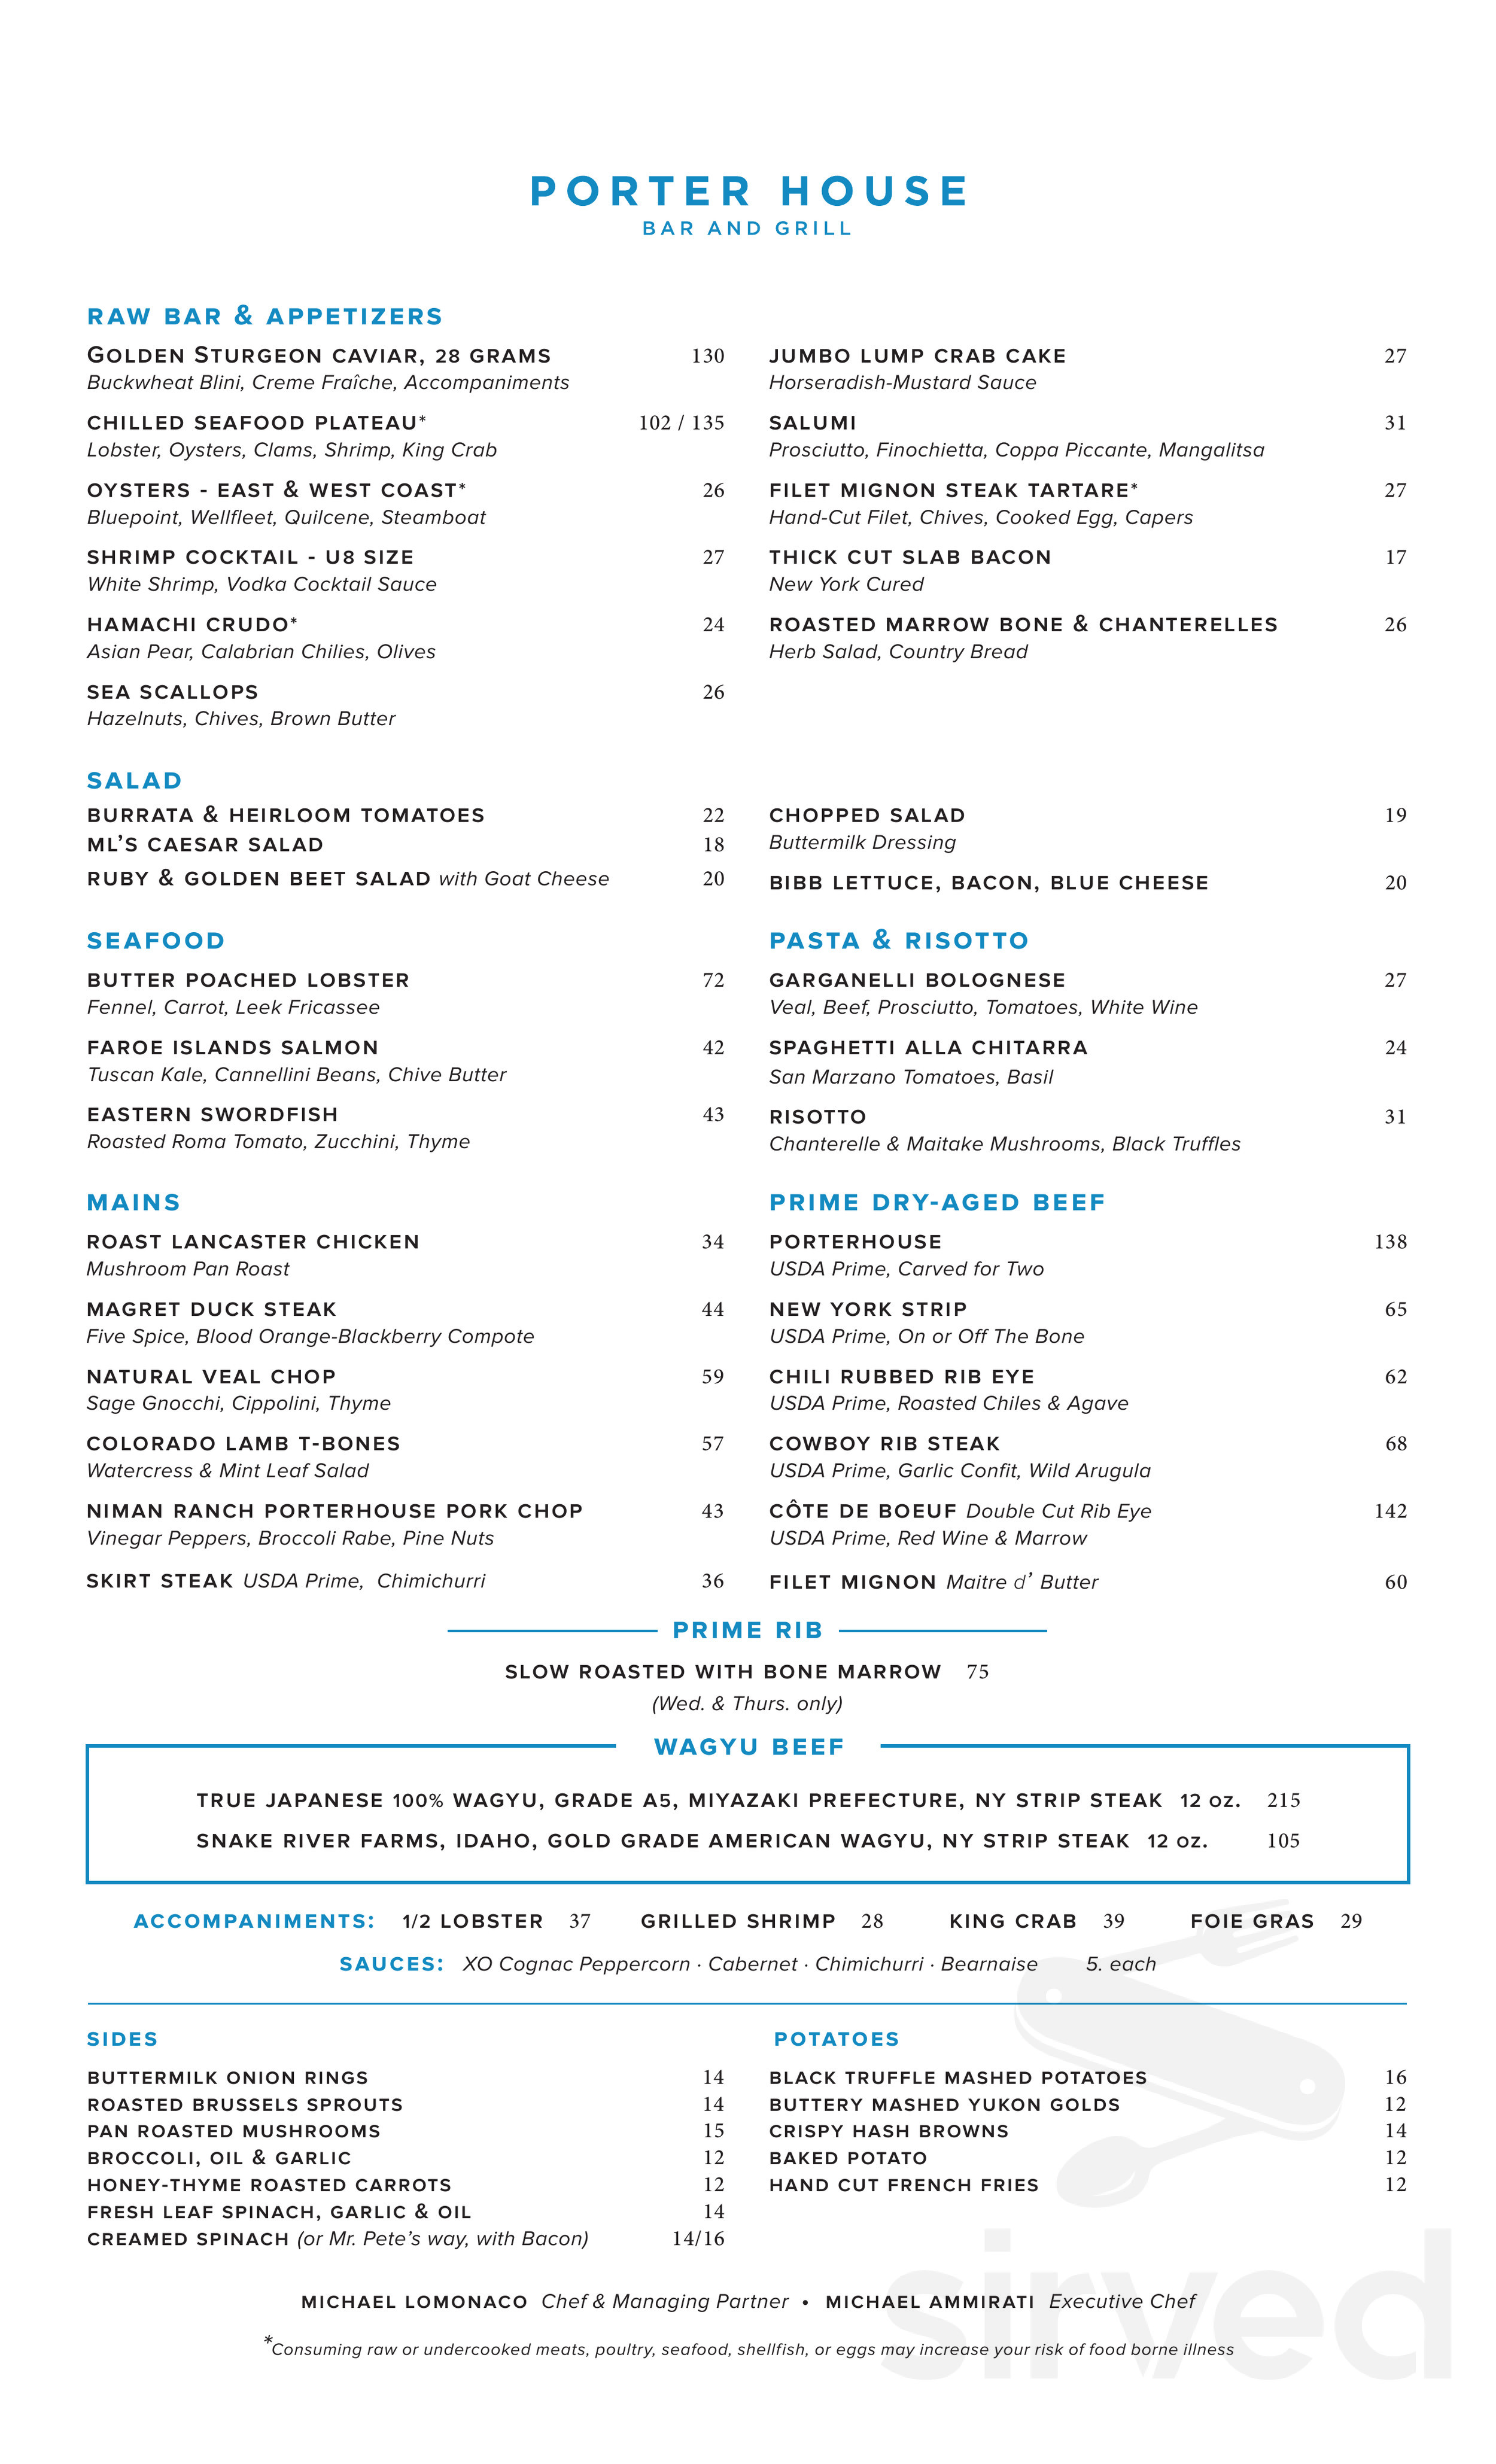 PORTER HOUSE
BAR AND GRILL
RAW BAR & APPETIZERS
GOLDEN STURGEON CAVIAR, 28 GRAMS 130
Buckwheat Blini, Creme Fraîche, Accompaniments
CHILLED SEAFOOD PLATEAU* 102 / 135
Lobster, Oysters, Clams, Shrimp, King Crab
OYSTERS - EAST & WEST COAST* 26
Bluepoint, Wellfleet, Quilcene, Steamboat
SHRIMP COCKTAIL - U8 SIZE 27
White Shrimp, Vodka Cocktail Sauce
HAMACHI CRUDO* 24
Asian Pear, Calabrian Chilies, Olives
SEA SCALLOPS 26
Hazelnuts, Chives, Brown Butter
JUMBO LUMP CRAB CAKE 27
Horseradish-Mustard Sauce
SALUMI 31
Prosciutto, Finochietta, Coppa Piccante, Mangalitsa
FILET MIGNON STEAK TARTARE* 27
Hand-Cut Filet, Chives, Cooked Egg, Capers
THICK CUT SLAB BACON 17
New York Cured
ROASTED MARROW BONE & CHANTERELLES 26
Herb Salad, Country Bread
SALAD
BURRATA & HEIRLOOM TOMATOES 22
ML'S CAESAR SALAD 18
RUBY & GOLDEN BEET SALAD with Goat Cheese 20
CHOPPED SALAD 19
Buttermilk Dressing
BIBB LETTUCE, BACON, BLUE CHEESE 20
SEAFOOD
BUTTER POACHED LOBSTER 72
Fennel, Carrot, Leek Fricassee
FAROE ISLANDS SALMON 42
Tuscan Kale, Cannellini Beans, Chive Butter
EASTERN SWORDFISH 43
Roasted Roma Tomato, Zucchini, Thyme
PASTA & RISOTTO
GARGANELLI BOLOGNESE 27
Veal, Beef, Prosciutto, Tomatoes, White Wine
SPAGHETTI ALLA CHITARRA 24
San Marzano Tomatoes, Basil
RISOTTO 31
Chanterelle & Maitake Mushrooms, Black Truffles
MAINS
ROAST LANCASTER CHICKEN 34
Mushroom Pan Roast
MAGRET DUCK STEAK 44
Five Spice, Blood Orange-Blackberry Compote
NATURAL VEAL CHOP 59
Sage Gnocchi, Cippolini, Thyme
COLORADO LAMB T-BONES 57
Watercress & Mint Leaf Salad
NIMAN RANCH PORTERHOUSE PORK CHOP 43
Vinegar Peppers, Broccoli Rabe, Pine Nuts
SKIRT STEAK USDA Prime, Chimichurri 36
PRIME DRY-AGED BEEF
PORTERHOUSE 138
USDA Prime, Carved for Two
NEW YORK STRIP 65
USDA Prime, On or Off The Bone
CHILI RUBBED RIB EYE 62
USDA Prime, Roasted Chiles & Agave
COWBOY RIB STEAK 68
USDA Prime, Garlic Confit, Wild Arugula
CÔTE DE BOEUF Double Cut Rib Eye 142
USDA Prime, Red Wine & Marrow
FILET MIGNON Maitre d' Butter 60
PRIME RIB
SLOW ROASTED WITH BONE MARROW 75
(Wed. & Thurs. only)
WAGYU BEEF
TRUE JAPANESE 100% WAGYU, GRADE A5, MIYAZAKI PREFECTURE, NY STRIP STEAK 12 oz. 215
SNAKE RIVER FARMS, IDAHO, GOLD GRADE AMERICAN WAGYU, NY STRIP STEAK 12 oz. 105
ACCOMPANIMENTS: 1/2 LOBSTER 37 GRILLED SHRIMP 28 KING CRAB 39 FOIE GRAS 29
SAUCES: XO Cognac Peppercorn · Cabernet · Chimichurri · Bearnaise 5. each
SIDES
BUTTERMILK ONION RINGS 14
ROASTED BRUSSELS SPROUTS 14
PAN ROASTED MUSHROOMS 15
BROCCOLI, OIL & GARLIC 12
HONEY-THYME ROASTED CARROTS 12
FRESH LEAF SPINACH, GARLIC & OIL 14
CREAMED SPINACH (or Mr. Pete's way, with Bacon) 14/16
POTATOES
BLACK TRUFFLE MASHED POTATOES 16
BUTTERY MASHED YUKON GOLDS 12
CRISPY HASH BROWNS 14
BAKED POTATO 12
HAND CUT FRENCH FRIES 12
MICHAEL LOMONACO Chef & Managing Partner • MICHAEL AMMIRATI Executive Chef
*Consuming raw or undercooked meats, poultry, seafood, shellfish, or eggs may increase your risk of food borne illness
sirved